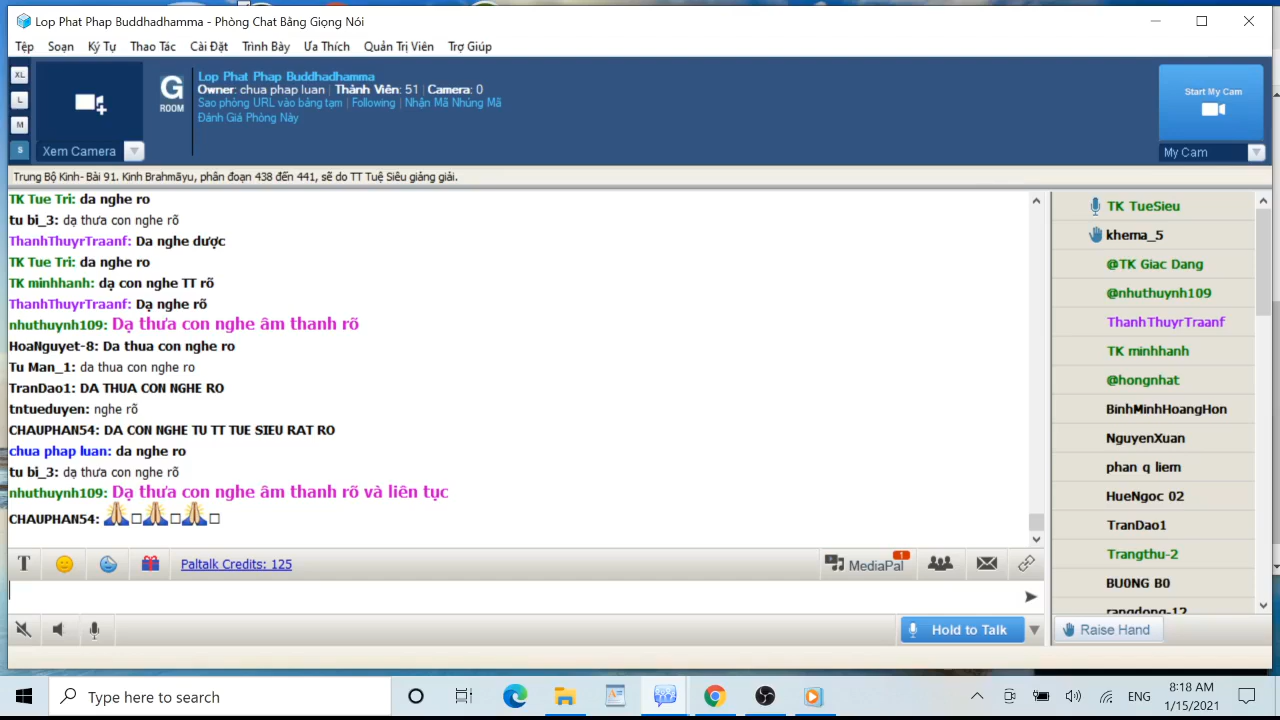 Lop Phat Phap Buddhadhamma - Phòng Chat Bằng Giọng Nói
Tệp Soạn Ký Tự Thao Tác Cài Đặt Trình Bày Ưa Thích Quản Trị Viên Trợ Giúp
XL
L
M
S
Xem Camera
G
ROOM
Lop Phat Phap Buddhadhamma
Owner: chua phap luan | Thành Viên: 51 | Camera: 0
Sao phỏng URL vào bảng tạm | Following | Nhận Mã Nhúng Mã
Đánh Giá Phòng Này
Start My Cam
My Cam
Trung Bộ Kinh- Bài 91. Kinh Brahmāyu, phân đoạn 438 đến 441, sẽ do TT Tuệ Siêu giảng giải.
TK Tue Tri: da nghe ro
tu bi_3: dạ thưa con nghe rõ
ThanhThuyrTraanf: Da nghe dược
TK Tue Tri: da nghe ro
TK minhhanh: dạ con nghe TT rõ
ThanhThuyrTraanf: Dạ nghe rõ
nhuthuynh109: Dạ thưa con nghe âm thanh rõ
HoaNguyet-8: Da thua con nghe ro
Tu Man_1: da thua con nghe ro
TranDao1: DA THUA CON NGHE RO
tntueduyen: nghe rõ
CHAUPHAN54: DA CON NGHE TU TT TUE SIEU RAT RO
chua phap luan: da nghe ro
tu bi_3: dạ thưa con nghe rõ
nhuthuynh109: Dạ thưa con nghe âm thanh rõ và liên tục
CHAUPHAN54: 🙏□🙏□🙏□
TK TueSieu
khema_5
@TK Giac Dang
@nhuthuynh109
ThanhThuyrTraanf
TK minhhanh
@hongnhat
BinhMinhHoangHon
NguyenXuan
phan q liem
HueNgoc 02
TranDao1
Trangthu-2
BU0NG B0
rangdong-12
T Paltalk Credits: 125 MediaPal 1
Hold to Talk
Raise Hand
Type here to search
ENG
8:18 AM
1/15/2021